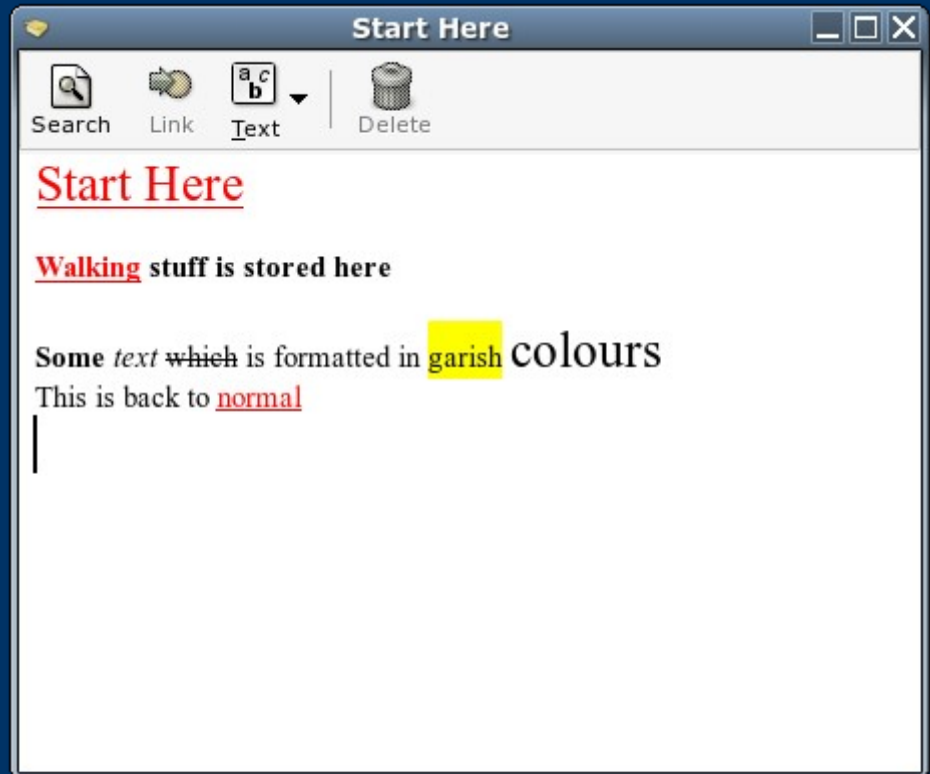 Start Here
Search Link Text Delete
Start Here
Walking stuff is stored here
Some text which is formatted in garish colours
This is back to normal